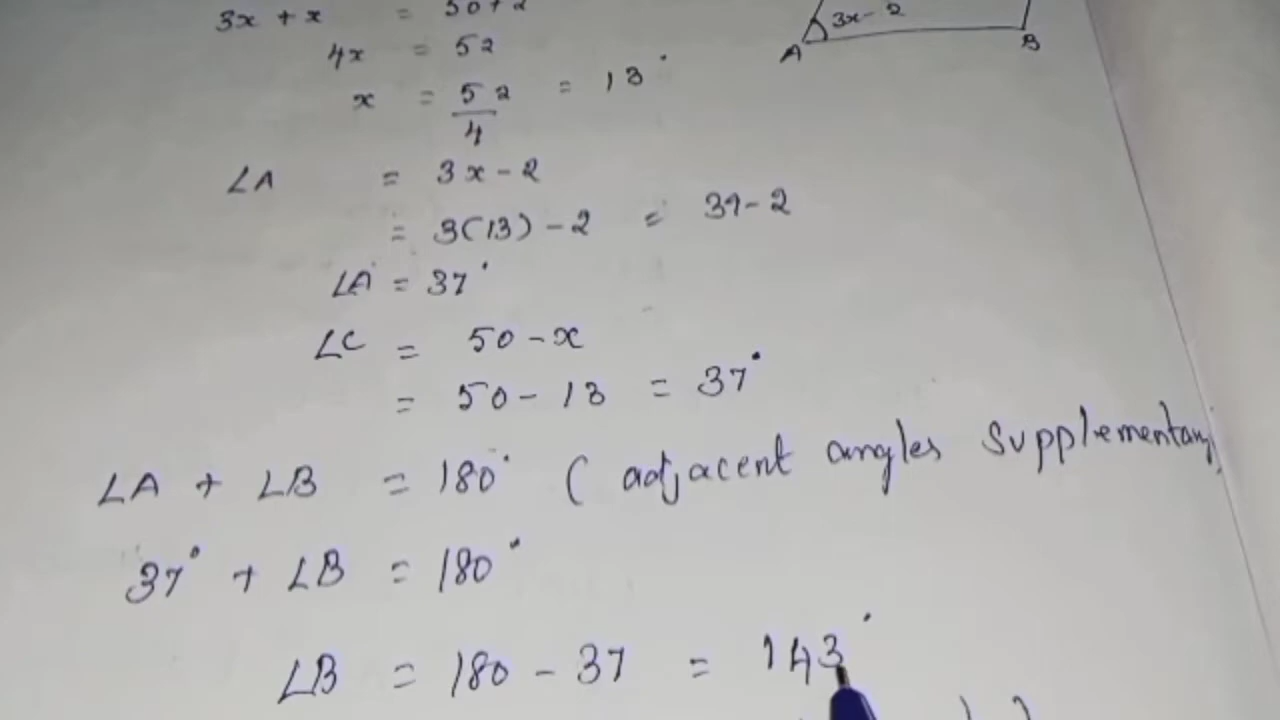 3x + x = 50+2
3x - 2
A
B
4x = 52
x = 52/4 = 13°
∠A = 3x - 2
= 3(13) - 2 = 39 - 2
∠A = 37°
∠C = 50 - x
= 50 - 13 = 37°
∠A + ∠B = 180° ( adjacent angles supplementary
37° + ∠B = 180°
∠B = 180 - 37 = 143°